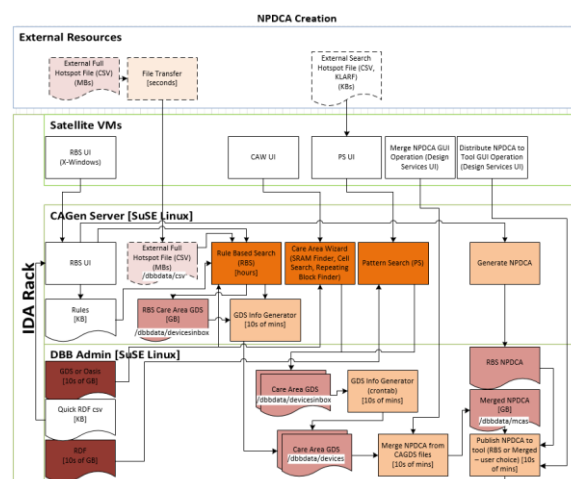 NPDCA Creation
External Resources
External Full
Hotspot File (CSV)
(MBs)
File Transfer
[seconds]
External Search
Hotspot File (CSV,
KLARF)
(KBs)
Satellite VMs
RBS UI
(X-Windows)
CAW UI
PS UI
Merge NPDCA GUI
Operation (Design
Services UI)
Distribute NPDCA to
Tool GUI Operation
(Design Services UI)
IDA Rack
CAGen Server [SuSE Linux]
RBS UI
External Full
Hotspot File (CSV)
(MBs)
/dbbdata/csv
Rule Based Search
(RBS)
[hours]
Care Area Wizard
(SRAM Finder, Cell
Search, Repeating
Block Finder)
Pattern Search (PS)
Generate NPDCA
Rules
[KB]
RBS Care Area GDS
[GB]
/dbbdata/devicesinbox
GDS Info Generator
[10s of mins]
DBB Admin [SuSE Linux]
GDS or Oasis
[10s of GB]
Quick RDF csv
[KB]
RDF
[10s of GB]
Care Area GDS
/dbbdata/devicesinbox
GDS Info Generator
(crontab)
[10s of mins]
RBS NPDCA
Merged NPDCA
[GB]
/dbbdata/mcas
Care Area GDS
/dbbdata/devices
Merge NPDCA from
CAGDS files
[10s of mins]
Publish NPDCA to
tool (RBS or Merged
– user choice) [10s
of mins]